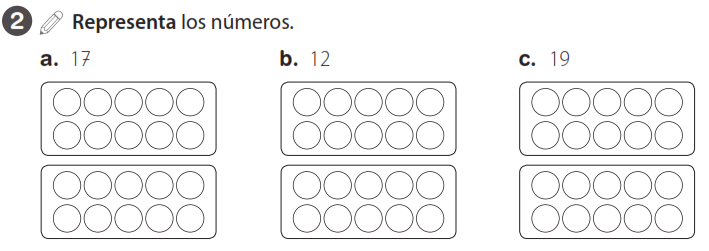 2 Representa los números.
a. 17 b. 12 c. 19